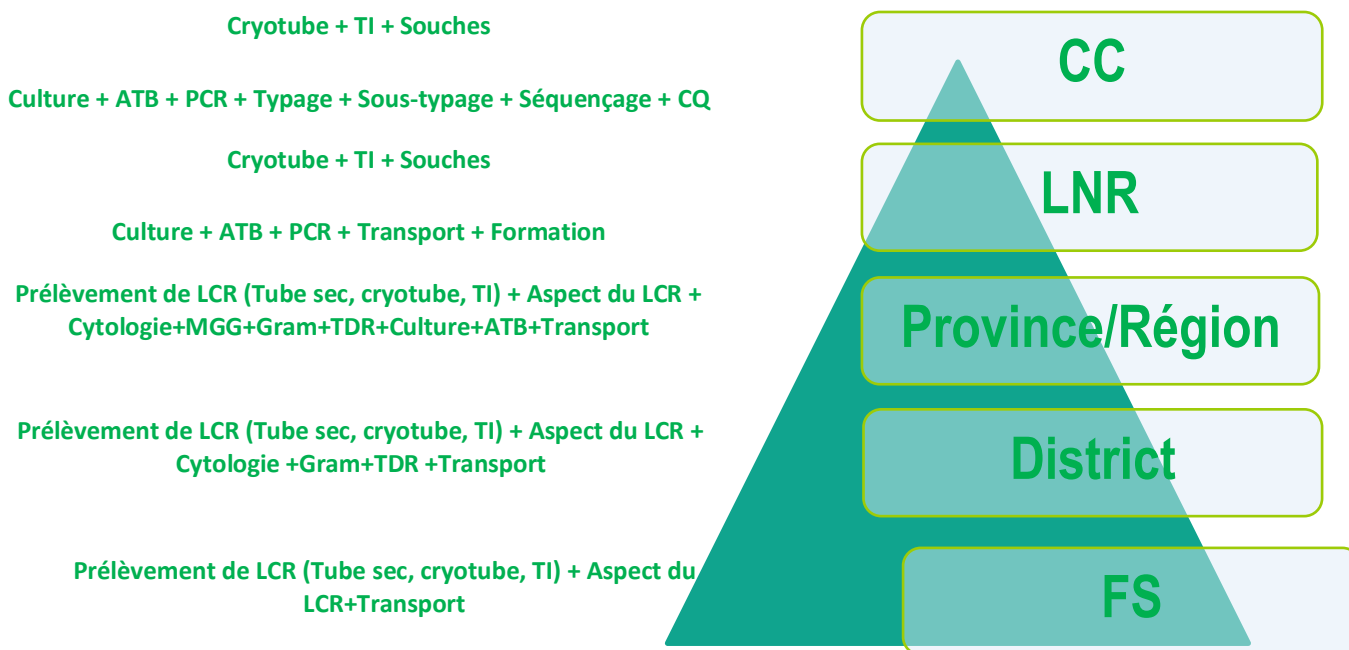 Cryotube + TI + Souches
CC
Culture + ATB + PCR + Typage + Sous-typage + Séquençage + CQ
Cryotube + TI + Souches
LNR
Culture + ATB + PCR + Transport + Formation
Prélèvement de LCR (Tube sec, cryotube, TI) + Aspect du LCR +
Cytologie+MGG+Gram+TDR+Culture+ATB+Transport
Province/Région
Prélèvement de LCR (Tube sec, cryotube, TI) + Aspect du LCR +
Cytologie +Gram+TDR +Transport
District
Prélèvement de LCR (Tube sec, cryotube, TI) + Aspect du
LCR+Transport
FS